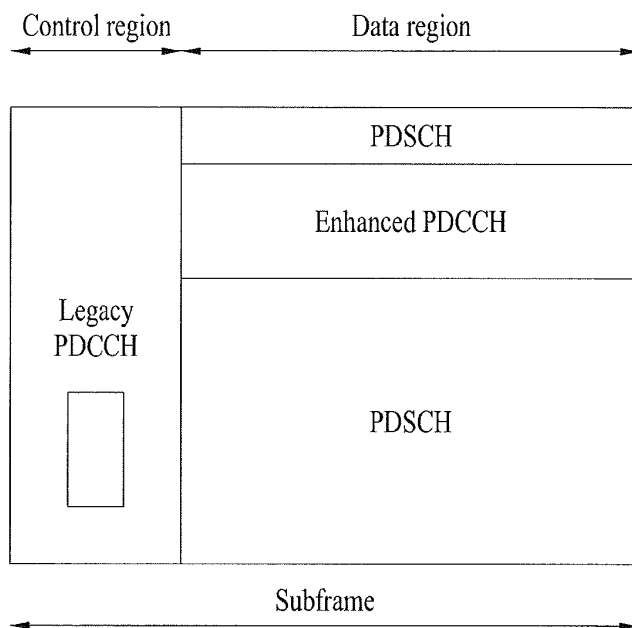 Control region
Data region
PDSCH
Enhanced PDCCH
Legacy
PDCCH
PDSCH
Subframe